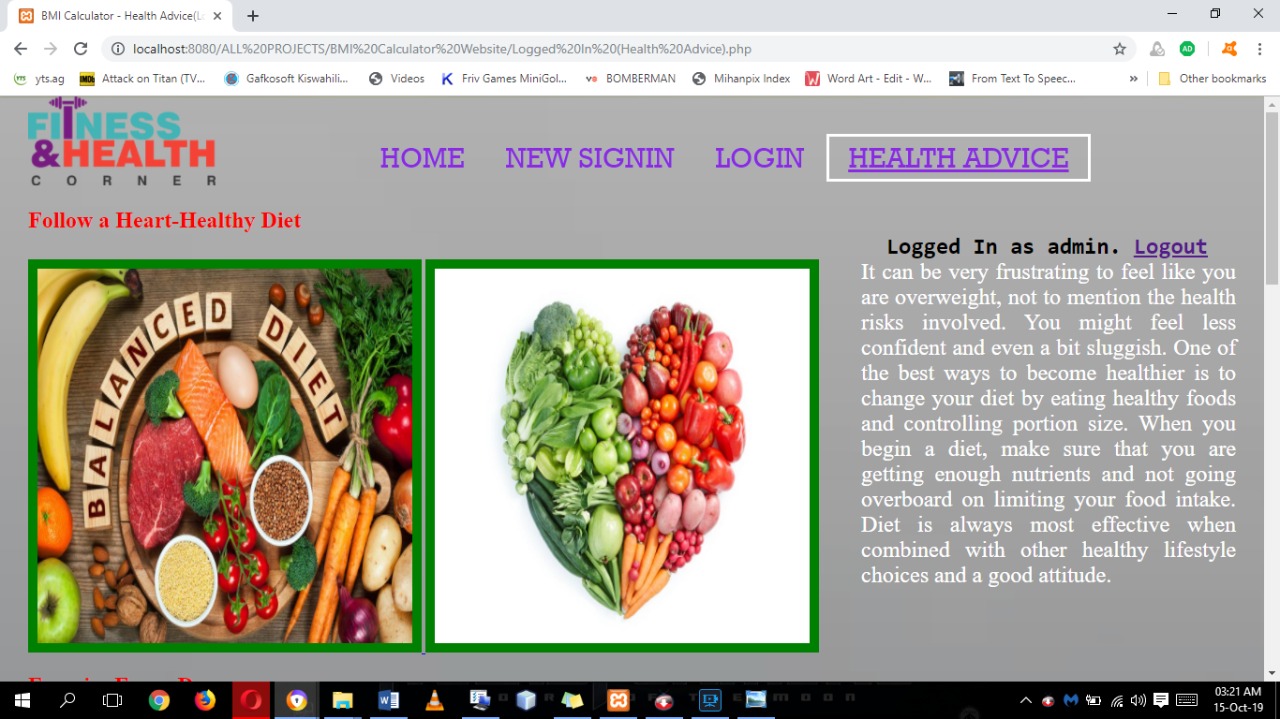 BMI Calculator - Health Advice(L
localhost:8080/ALL%20PROJECTS/BMI%20Calculator%20Website/Logged%20In%20(Health%20Advice).php
yts.ag
Attack on Titan (TV...
Gafkosoft Kiswahili...
Videos
Friv Games MiniGol...
BOMBERMAN
Mihanpix Index
Word Art - Edit - W...
From Text To Speec...
»
Other bookmarks
FITNESS
&HEALTH
CORNER
HOME NEW SIGNIN LOGIN HEALTH ADVICE
Follow a Heart-Healthy Diet
BALANCED DIET
Logged In as admin. Logout
It can be very frustrating to feel like you
are overweight, not to mention the health
risks involved. You might feel less
confident and even a bit sluggish. One of
the best ways to become healthier is to
change your diet by eating healthy foods
and controlling portion size. When you
begin a diet, make sure that you are
getting enough nutrients and not going
overboard on limiting your food intake.
Diet is always most effective when
combined with other healthy lifestyle
choices and a good attitude.
03:21 AM
15-Oct-19